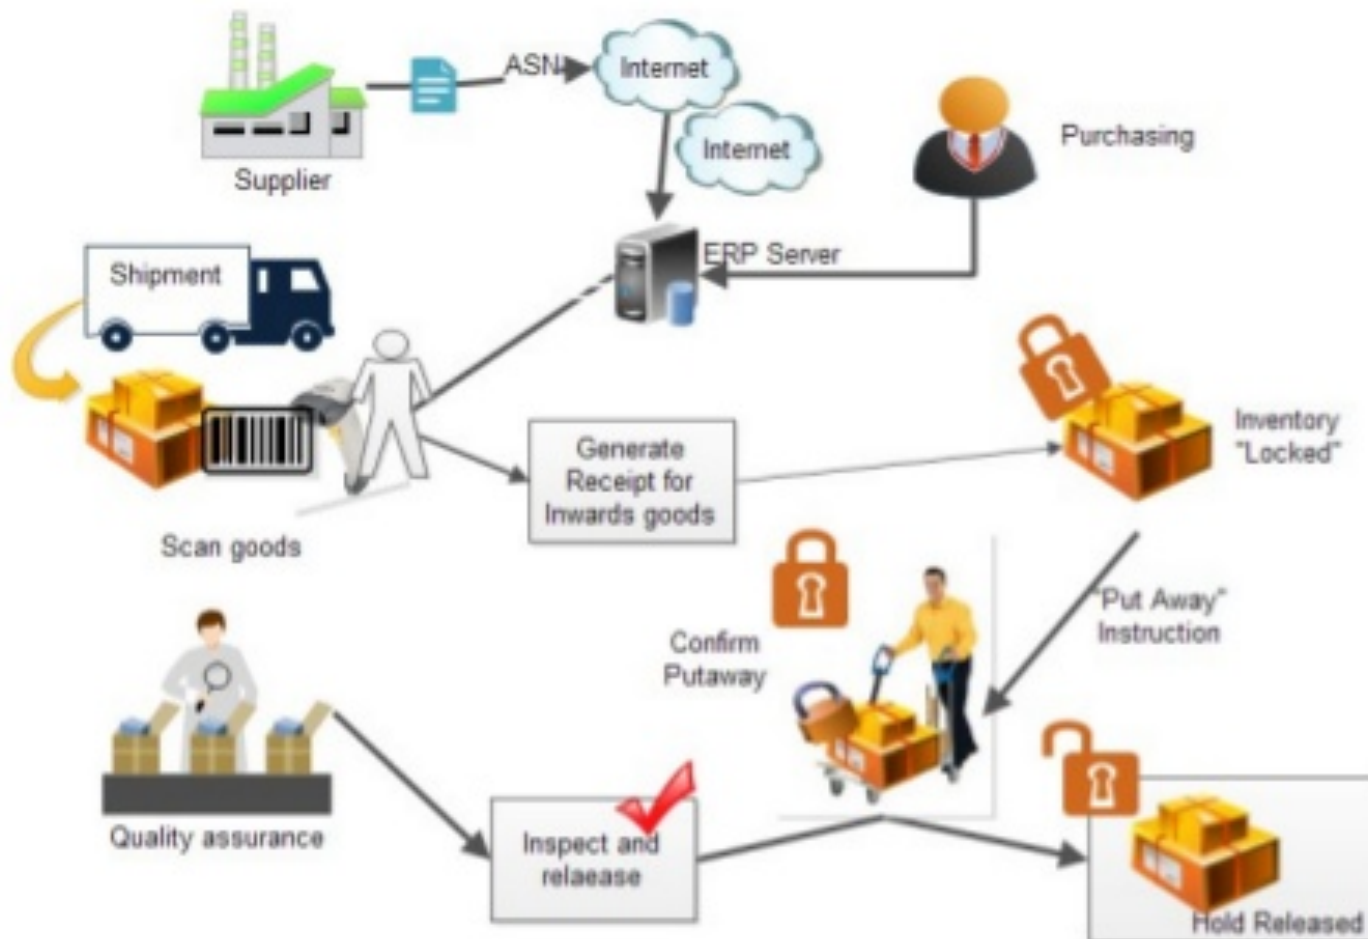 ASN
Internet
Internet
Purchasing
Supplier
ERP Server
Shipment
Generate
Receipt for
Inwards goods
Inventory
"Locked"
Scan goods
"Put Away"
Instruction
Confirm
Putaway
Quality assurance
Inspect and
relaease
Hold Released